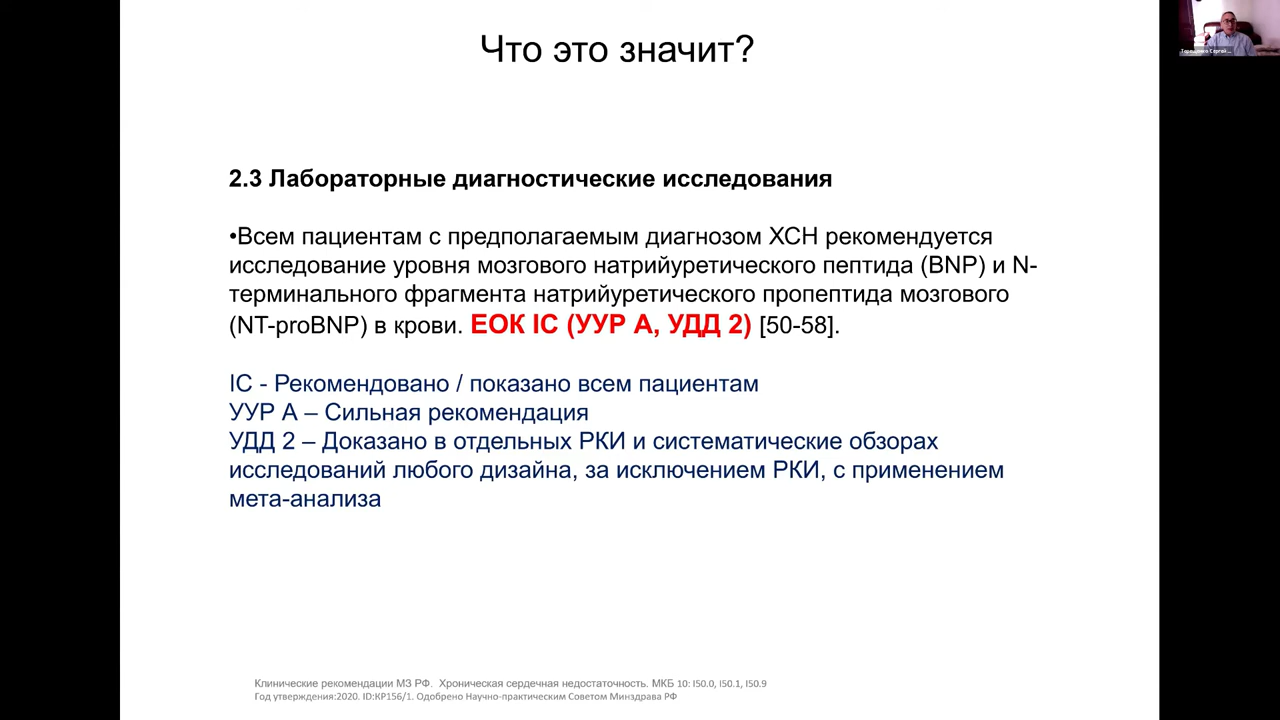 Что это значит?
Терещенко Сергей...
2.3 Лабораторные диагностические исследования
•Всем пациентам с предполагаемым диагнозом ХСН рекомендуется
исследование уровня мозгового натрийуретического пептида (BNP) и N-
терминального фрагмента натрийуретического пропептида мозгового
(NT-proBNP) в крови. ЕОК IC (УУР А, УДД 2) [50-58].
IC - Рекомендовано / показано всем пациентам
УУР А – Сильная рекомендация
УДД 2 – Доказано в отдельных РКИ и систематические обзорах
исследований любого дизайна, за исключением РКИ, с применением
мета-анализа
Клинические рекомендации МЗ РФ. Хроническая сердечная недостаточность. МКБ 10: I50.0, I50.1, I50.9
Год утверждения:2020. ID:КР156/1. Одобрено Научно-практическим Советом Минздрава РФ